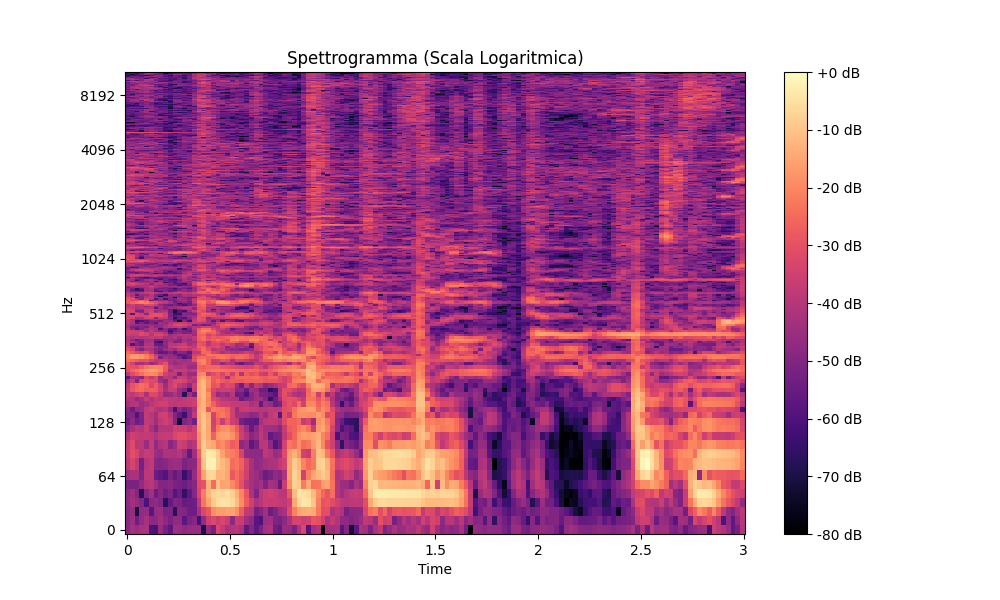 Spettrogramma (Scala Logaritmica)
Hz
8192
4096
2048
1024
512
256
128
64
0
0 0.5 1 1.5 2 2.5 3
Time
+0 dB
-10 dB
-20 dB
-30 dB
-40 dB
-50 dB
-60 dB
-70 dB
-80 dB